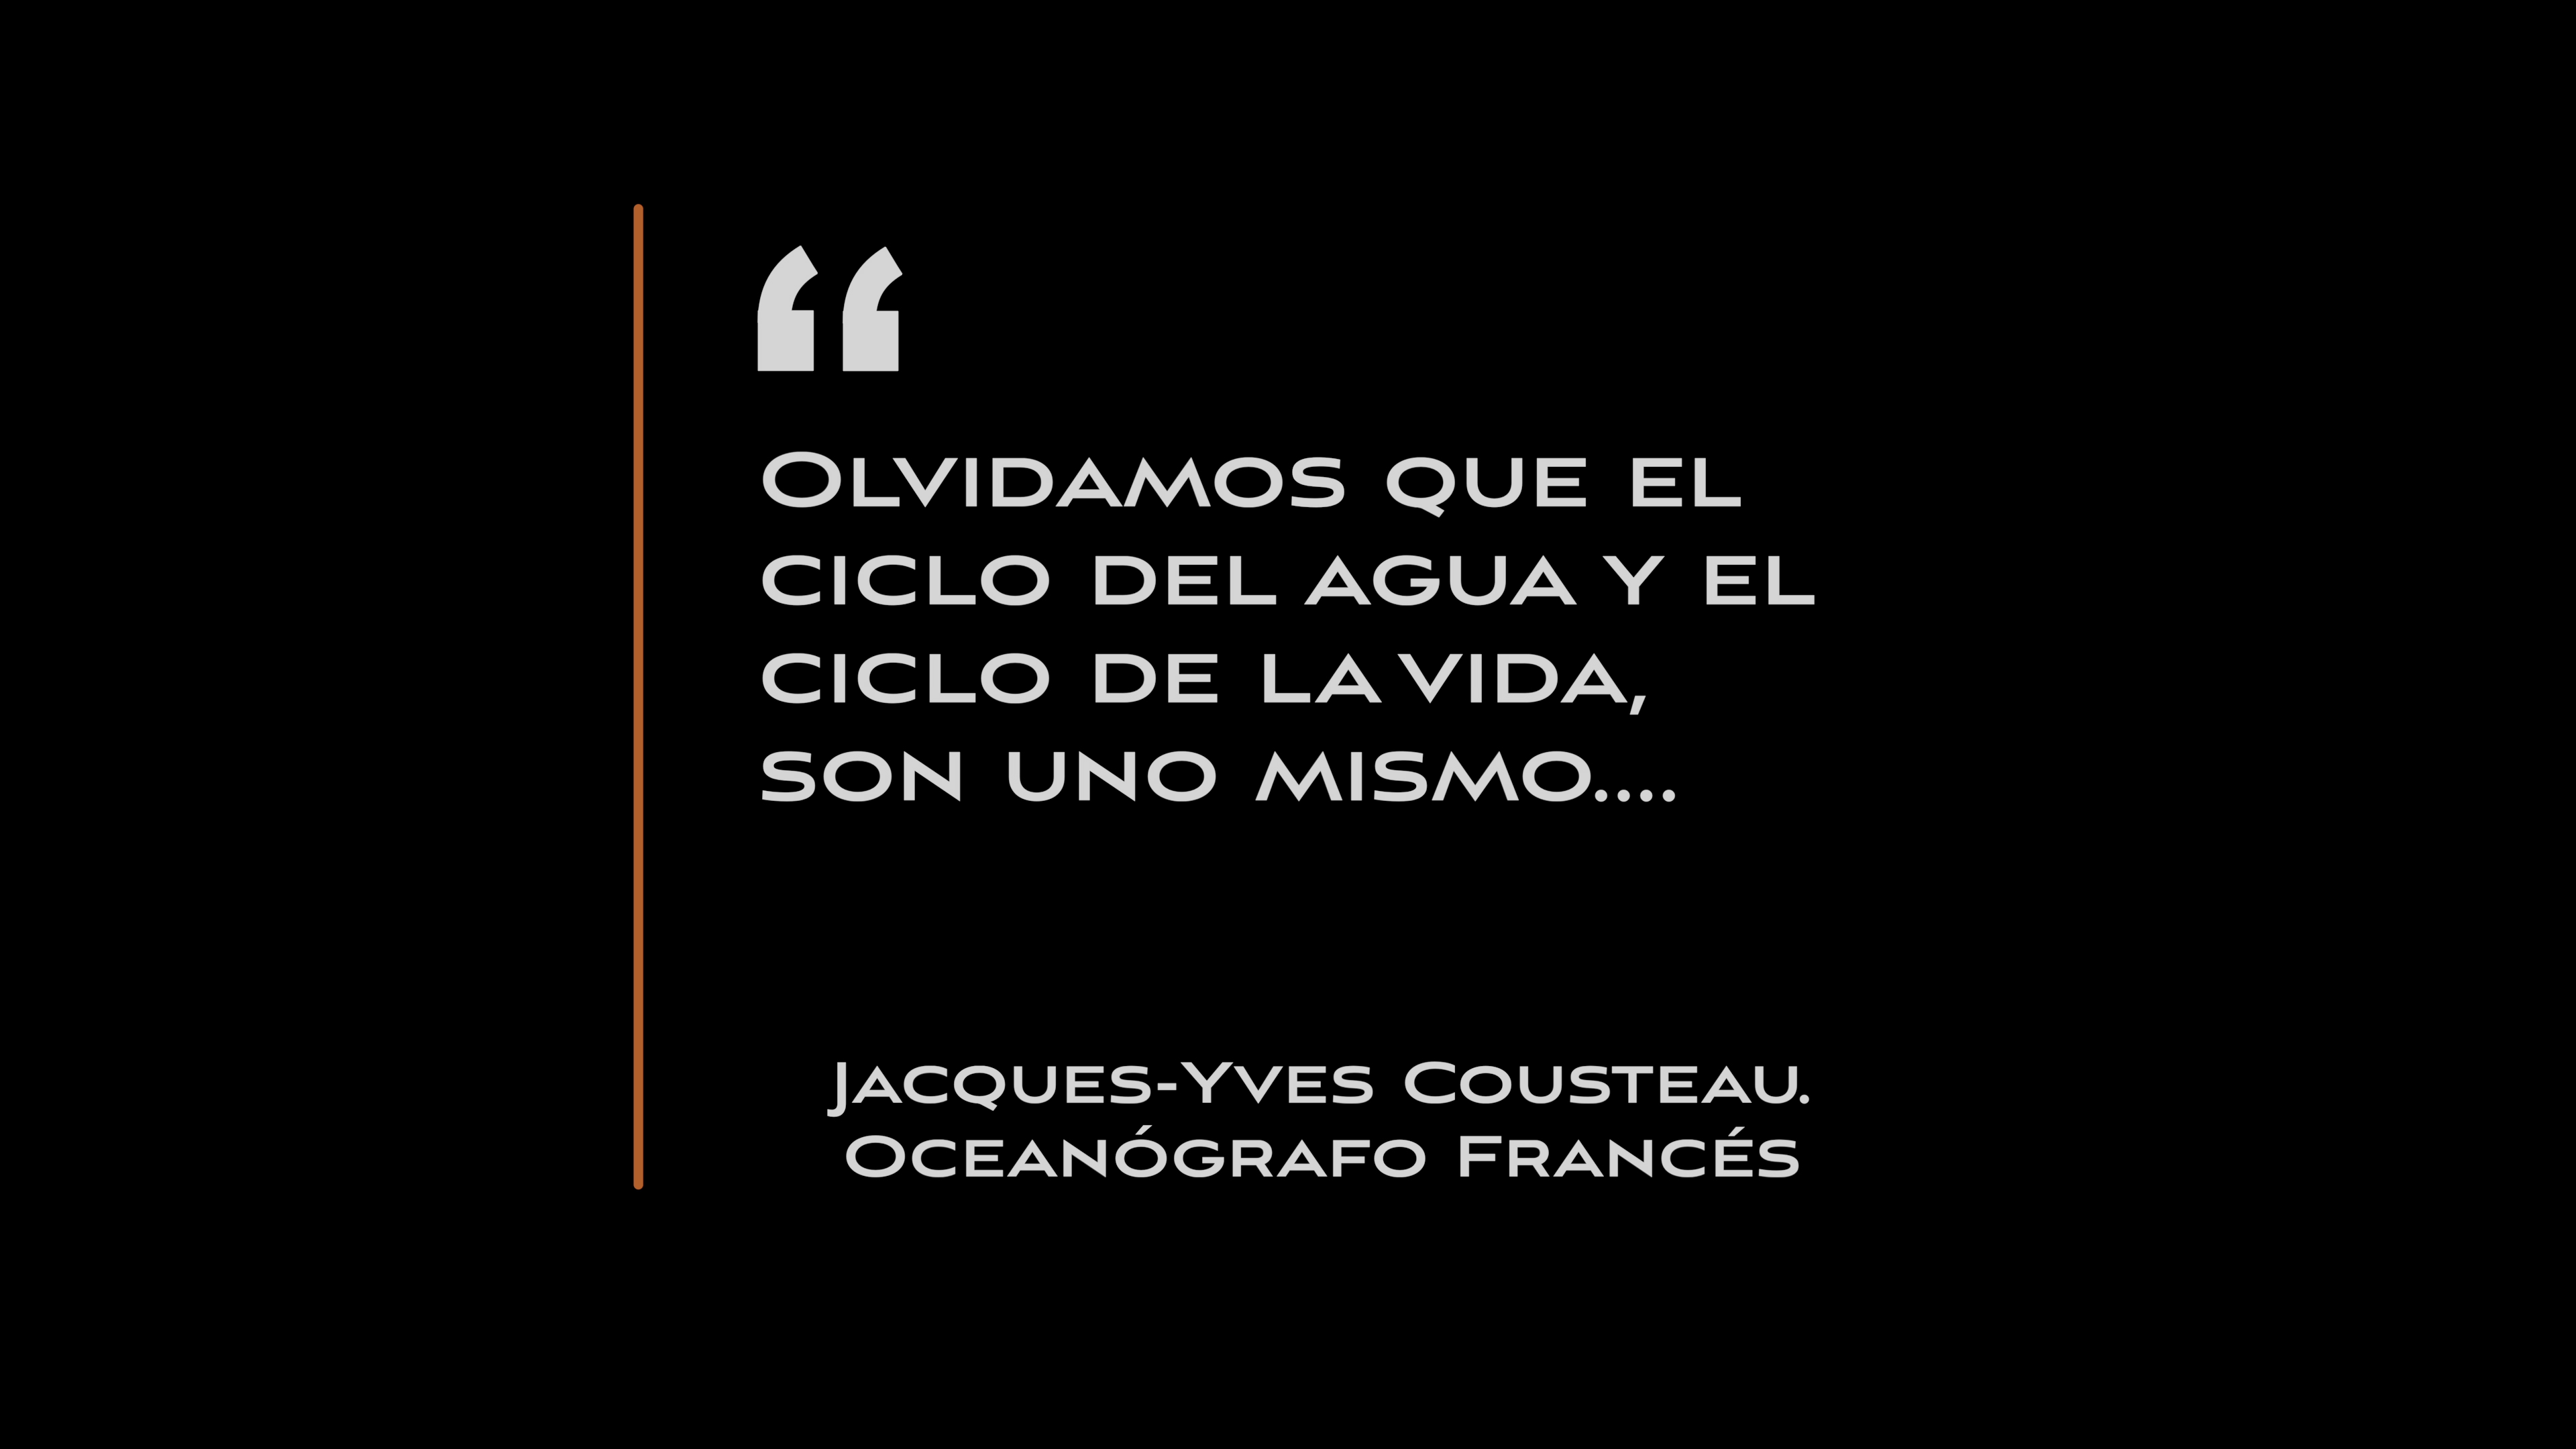 “
Olvidamos que el
ciclo del agua y el
ciclo de la vida,
son uno mismo....
Jacques-Yves Cousteau.
Oceanógrafo Francés